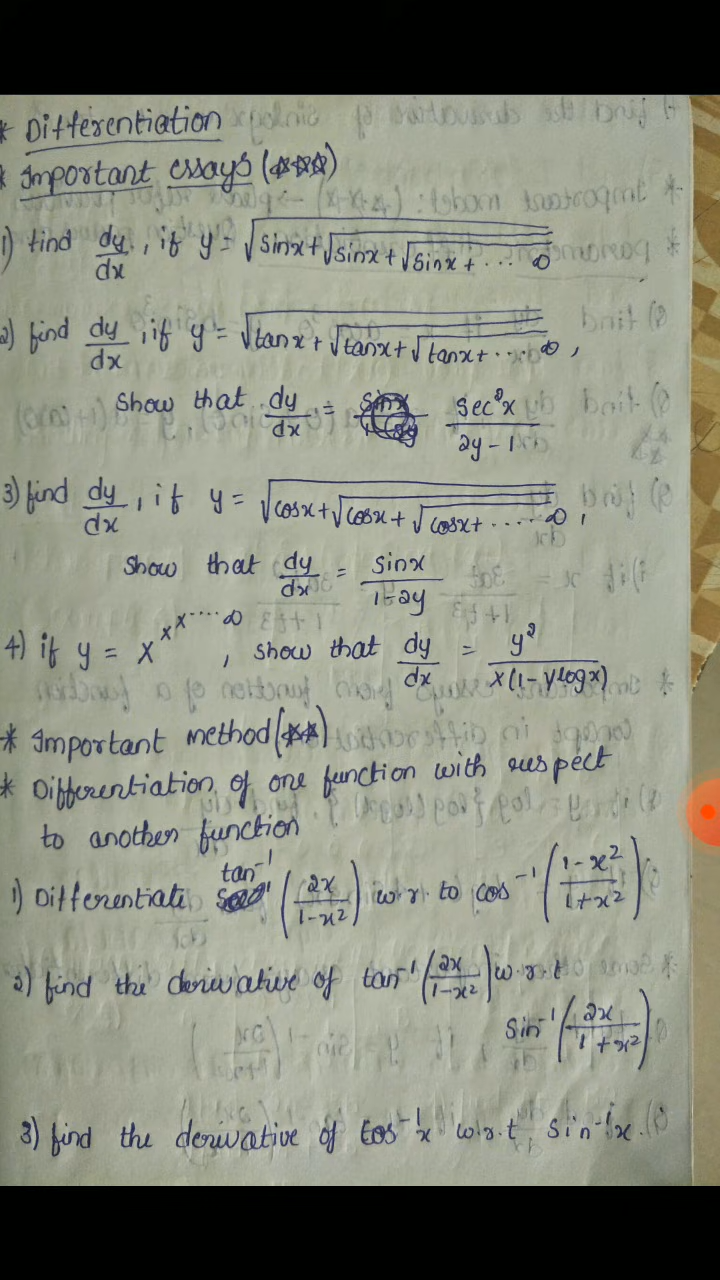 * Differentiation
* Important essays (☆☆☆)
1) find dy/dx, if y = √sinx+√sinx+√sinx+... ∞
2) find dy/dx, if y = √tanx+√tanx+√tanx+... ∞,
show that dy/dx = sec²x/2y-1
3) find dy/dx, if y = √cosx+√cosx+√cosx+..... ∞,
show that dy/dx = sinx/1-2y
4) if y = x^x^x^....∞, show that dy/dx = y²/x(1-ylogx)
* Important method (☆☆)
* Differentiation of one function with suspect
to another function
1) Differentiate tan⁻¹(2x/1-x²) w.r. to cos⁻¹(1-x²/1+x²)
2) find the derivative of tan⁻¹(2x/1-x²) w.r.t
sin⁻¹(2x/1+x²)
3) find the derivative of cos⁻¹x w.r.t sin⁻¹x.